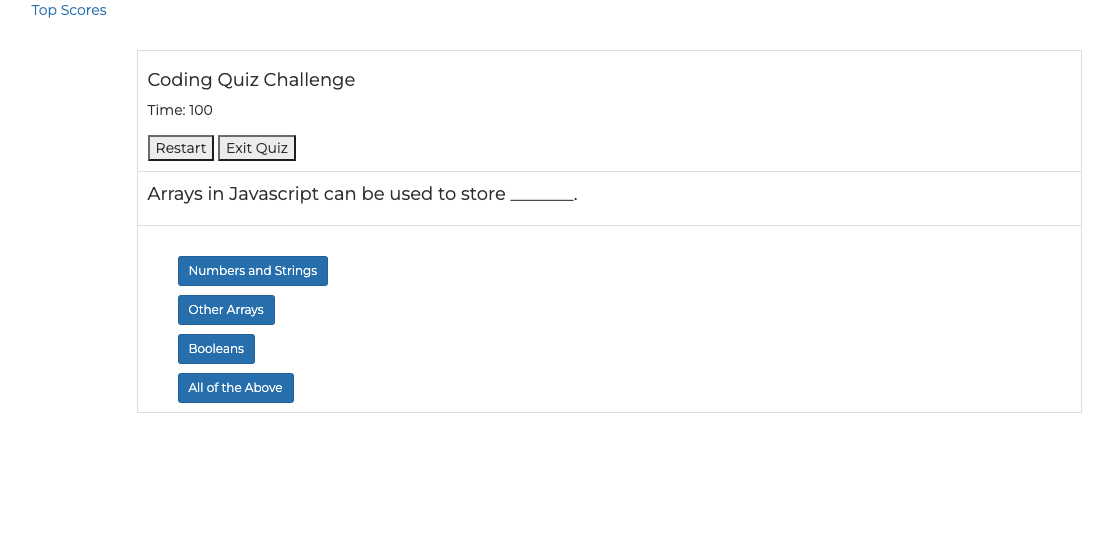 Top Scores
Coding Quiz Challenge
Time: 100
Restart Exit Quiz
Arrays in Javascript can be used to store _______.
Numbers and Strings
Other Arrays
Booleans
All of the Above